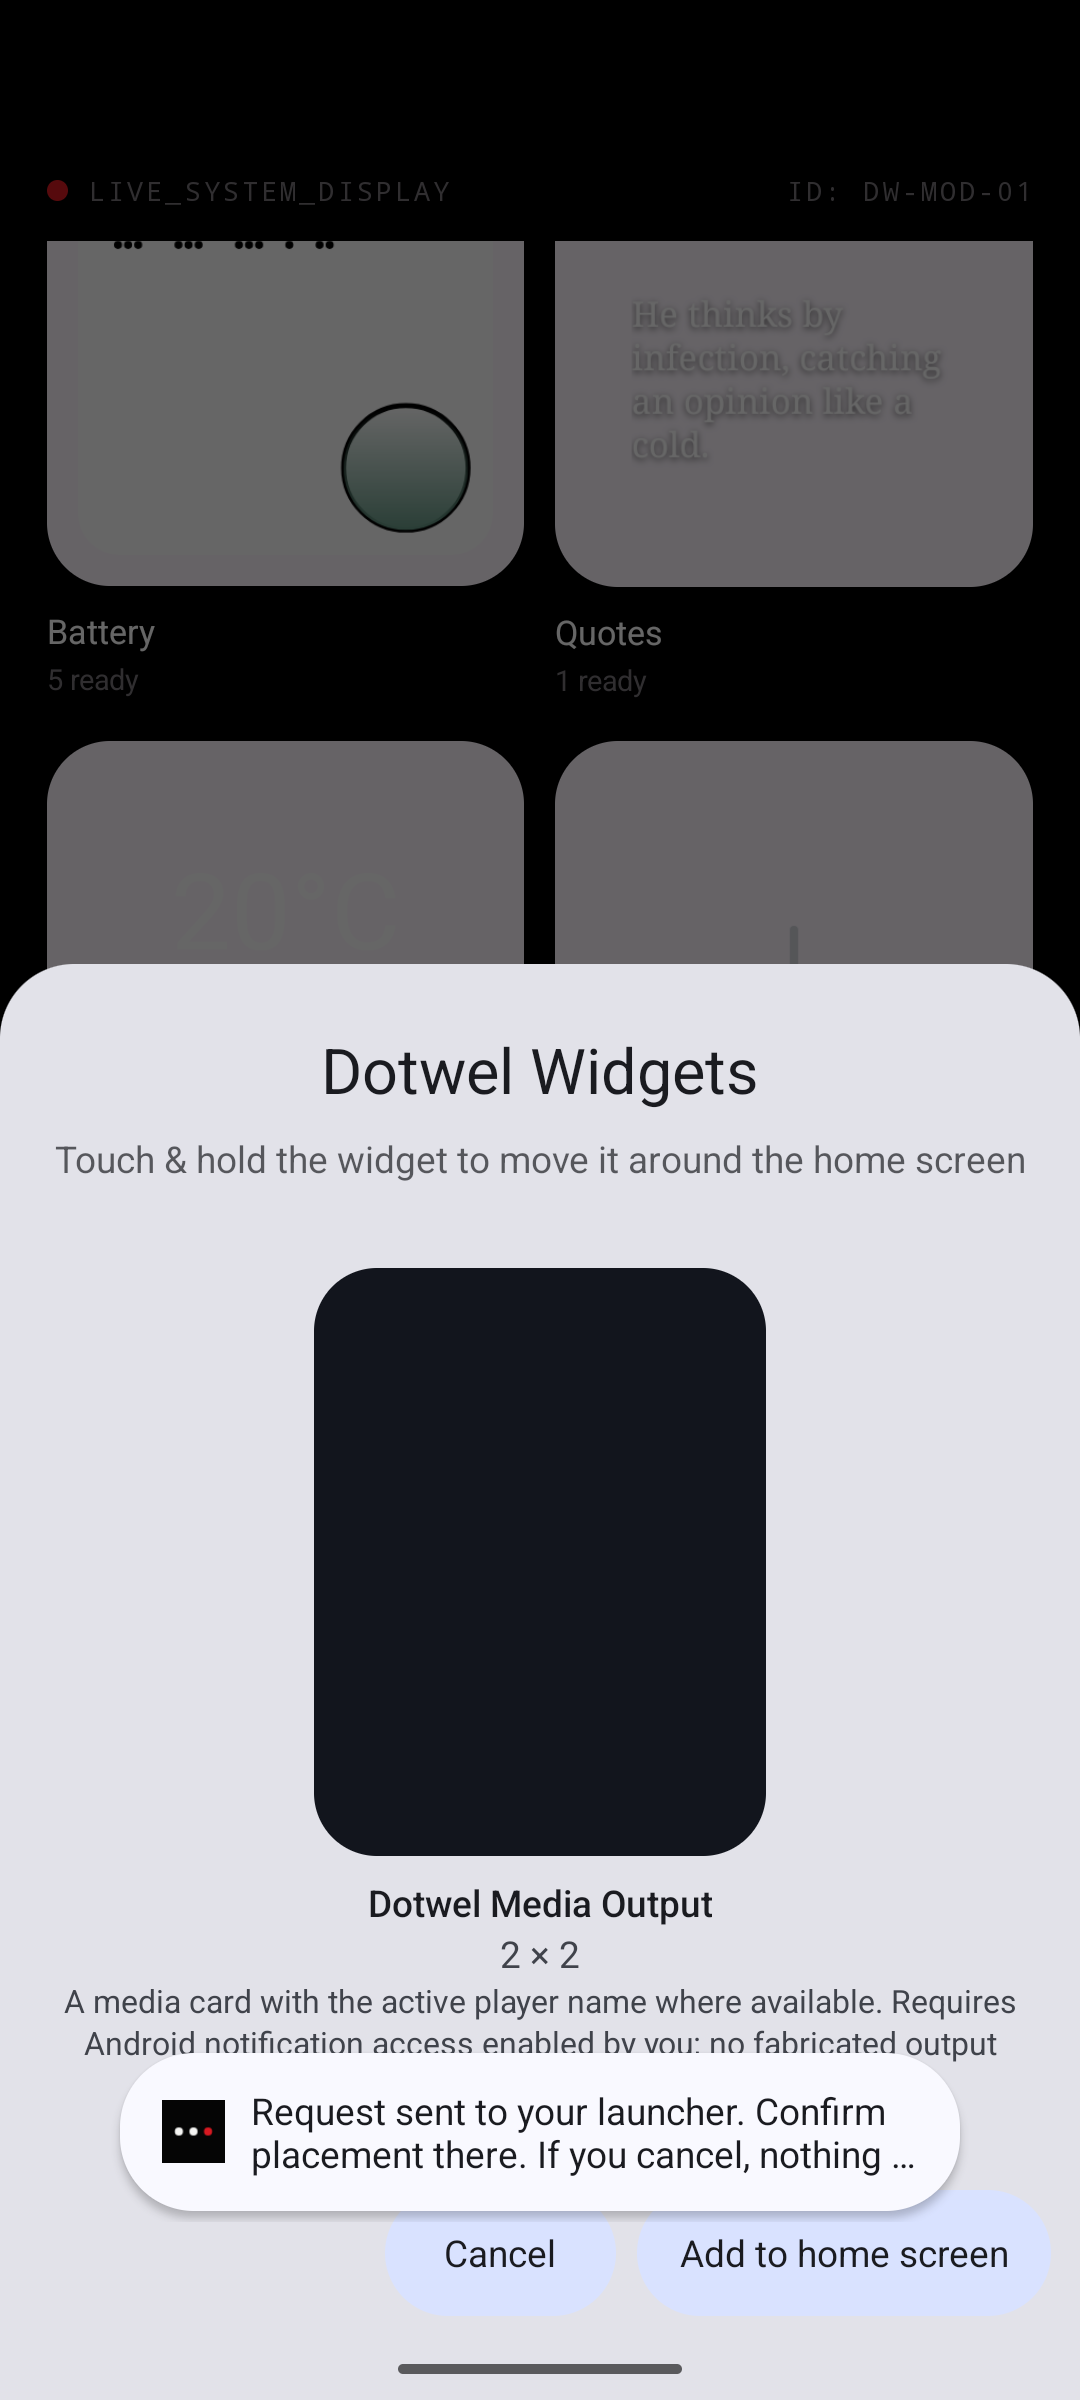 LIVE_SYSTEM_DISPLAY ID: DW-MOD-01
He thinks by
infection, catching
an opinion like a
cold.
Battery
5 ready
Quotes
1 ready
20°C
Dotwel Widgets
Touch & hold the widget to move it around the home screen
Dotwel Media Output
2 × 2
A media card with the active player name where available. Requires
Android notification access enabled by you; no fabricated output
Request sent to your launcher. Confirm
placement there. If you cancel, nothing ...
Cancel
Add to home screen